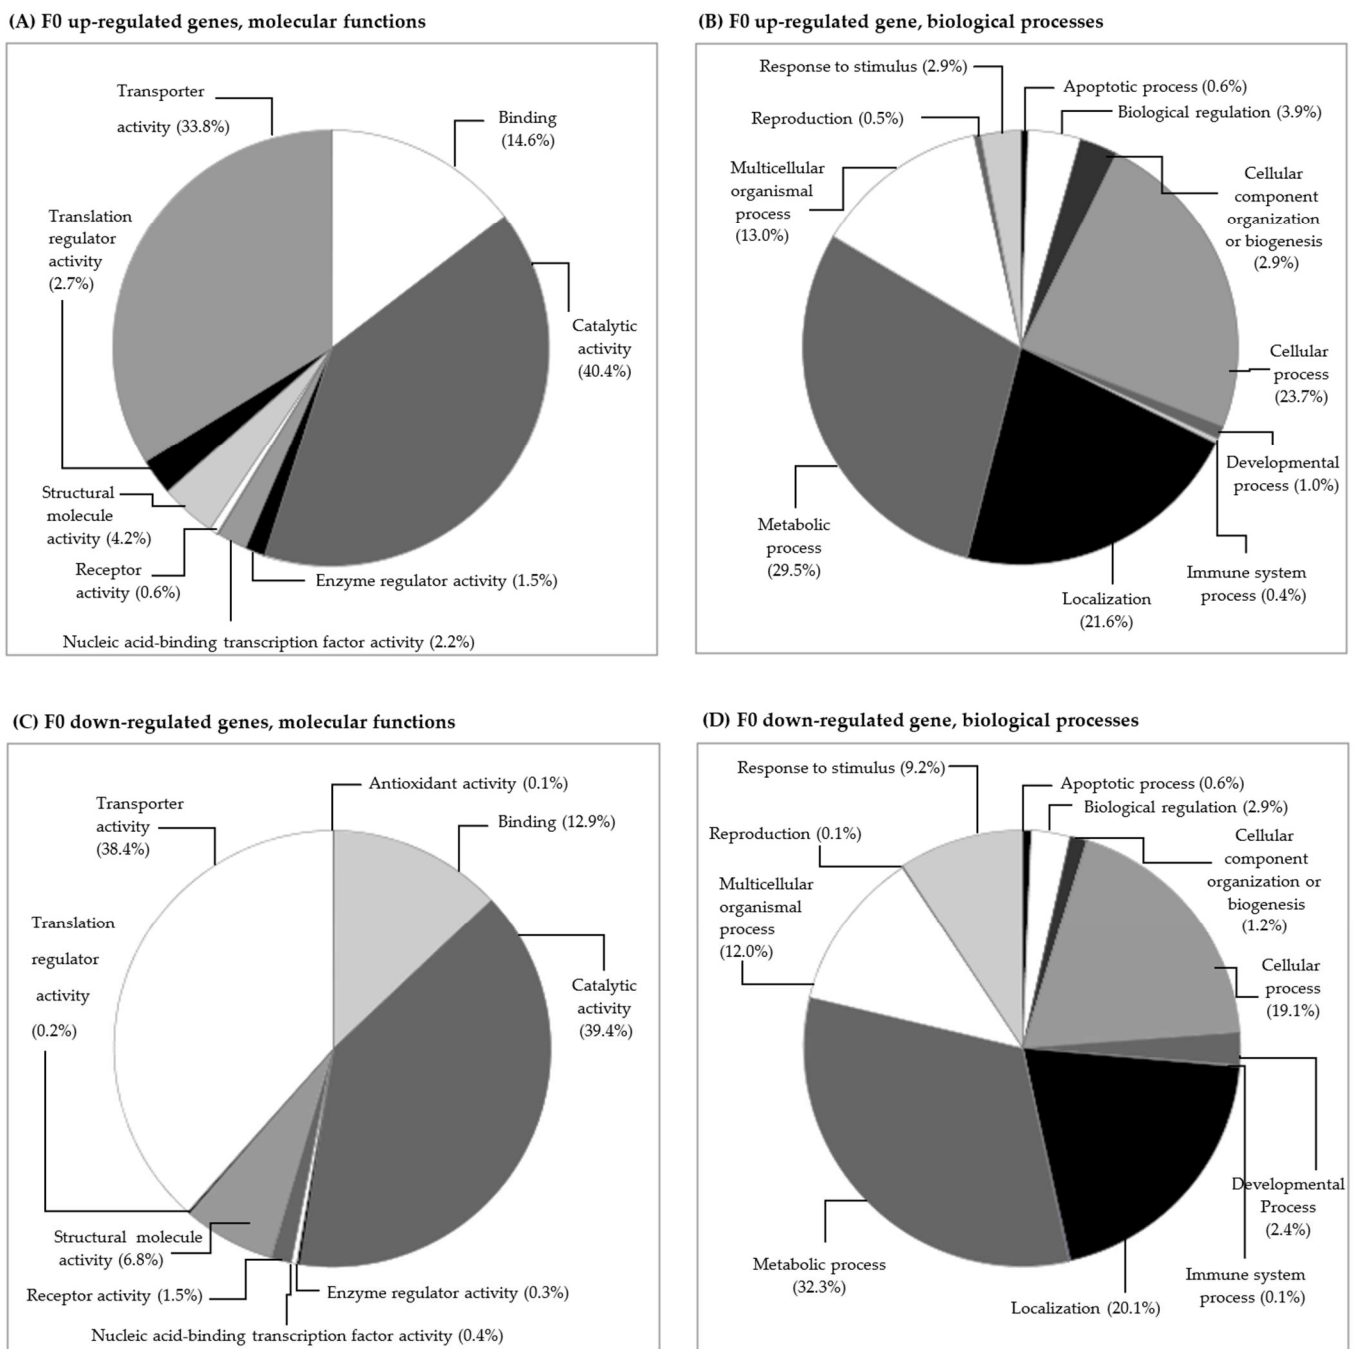 (A) F0 up-regulated genes, molecular functions
Transporter
activity (33.8%)
Binding
(14.6%)
Translation
regulator
activity
(2.7%)
Catalytic
activity
(40.4%)
Structural
molecule
activity (4.2%)
Receptor
activity (0.6%)
Enzyme regulator activity (1.5%)
Nucleic acid-binding transcription factor activity (2.2%)
(B) F0 up-regulated gene, biological processes
Response to stimulus (2.9%)
Apoptotic process (0.6%)
Biological regulation (3.9%)
Reproduction (0.5%)
Multicellular
organismal
process
(13.0%)
Cellular
component
organization
or biogenesis
(2.9%)
Cellular
process
(23.7%)
Developmental
process (1.0%)
Metabolic
process
(29.5%)
Immune system
process (0.4%)
Localization
(21.6%)
(C) F0 down-regulated genes, molecular functions
Antioxidant activity (0.1%)
Transporter
activity
(38.4%)
Binding (12.9%)
Translation
regulator
activity
(0.2%)
Catalytic
activity
(39.4%)
Structural molecule
activity (6.8%)
Receptor activity (1.5%)
Enzyme regulator activity (0.3%)
Nucleic acid-binding transcription factor activity (0.4%)
(D) F0 down-regulated gene, biological processes
Response to stimulus (9.2%)
Apoptotic process (0.6%)
Biological regulation (2.9%)
Reproduction (0.1%)
Cellular
component
organization or
biogenesis
(1.2%)
Multicellular
organismal
process
(12.0%)
Cellular
process
(19.1%)
Developmental
Process
(2.4%)
Metabolic process
(32.3%)
Immune system
process (0.1%)
Localization (20.1%)